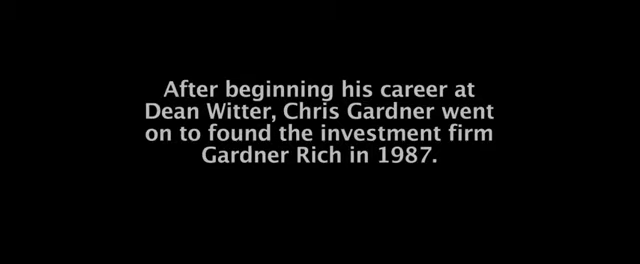 After beginning his career at
Dean Witter, Chris Gardner went
on to found the investment firm
Gardner Rich in 1987.